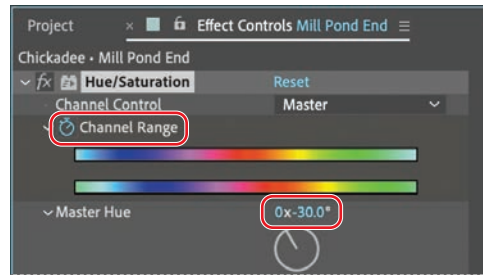 Project × Effect Controls Mill Pond End
Chickadee • Mill Pond End
fx Hue/Saturation Reset
Channel Control Master
Channel Range
Master Hue 0x-30.0°